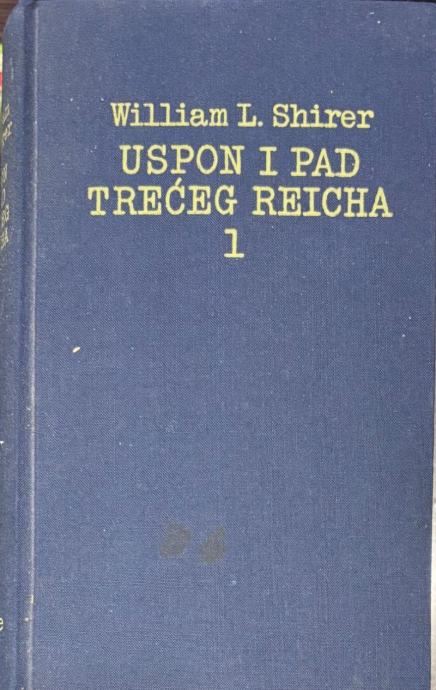 William L. Shirer
USPON I PAD
TREĆEG REICHA
1